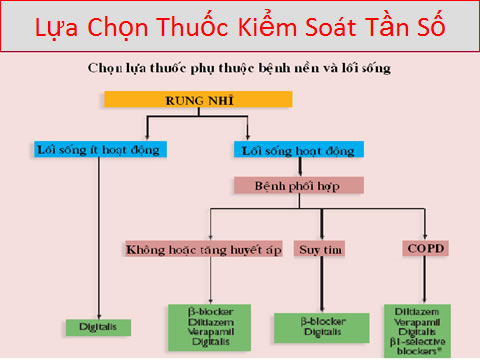 Lựa Chọn Thuốc Kiểm Soát Tần Số
Chọn lựa thuốc phụ thuộc bệnh nền và lối sống
RUNG NHĨ
Lối sống ít hoạt động
Lối sống hoạt động
Bệnh phối hợp
Không hoặc tăng huyết áp
Suy tim
COPD
Digitalis
β-blocker
Diltiazem
Verapamil
Digitalis
β-blocker
Digitalis
Diltiazem
Verapamil
Digitalis
β1-selective
blockers*